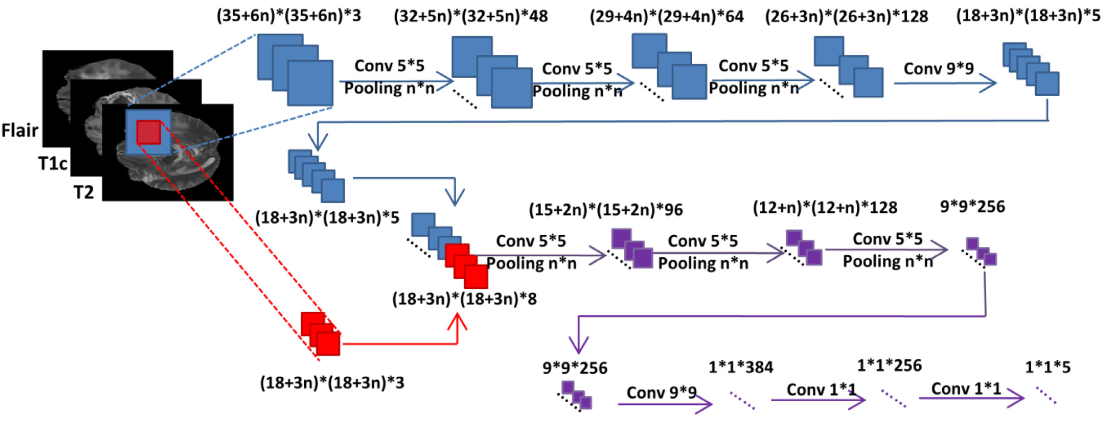 (35+6n)*(35+6n)*3
(32+5n)*(32+5n)*48
(29+4n)*(29+4n)*64
(26+3n)*(26+3n)*128
(18+3n)*(18+3n)*5
Conv 5*5
Pooling n*n
Conv 5*5
Pooling n*n
Conv 5*5
Pooling n*n
Conv 9*9
Flair
T1c
T2
(18+3n)*(18+3n)*5
(15+2n)*(15+2n)*96
(12+n)*(12+n)*128
9*9*256
Conv 5*5
Pooling n*n
Conv 5*5
Pooling n*n
Conv 5*5
Pooling n*n
(18+3n)*(18+3n)*8
(18+3n)*(18+3n)*3
9*9*256
1*1*384
1*1*256
1*1*5
Conv 9*9
Conv 1*1
Conv 1*1